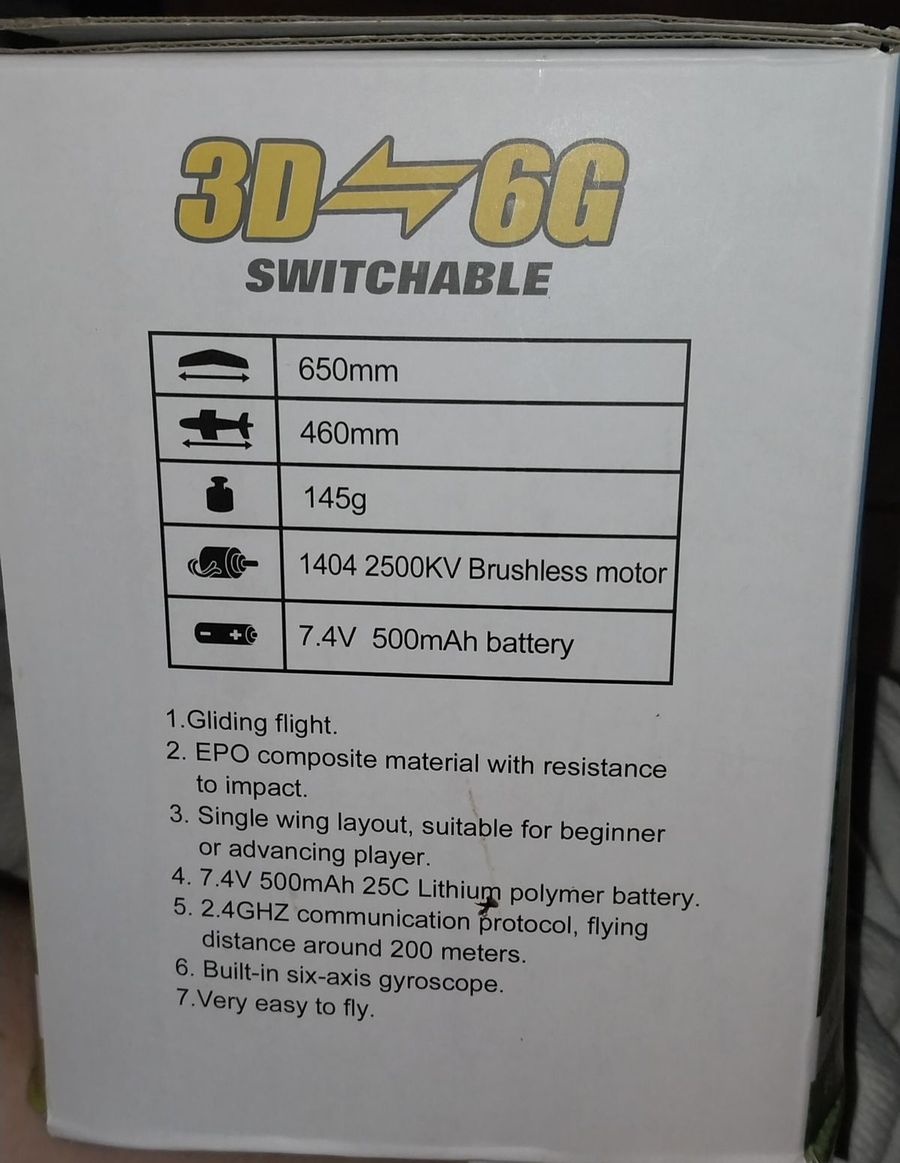 3D 6G
SWITCHABLE
650mm
460mm
145g
1404 2500KV Brushless motor
7.4V 500mAh battery
1.Gliding flight.
2. EPO composite material with resistance
to impact.
3. Single wing layout, suitable for beginner
or advancing player.
4. 7.4V 500mAh 25C Lithium polymer battery.
5. 2.4GHZ communication protocol, flying
distance around 200 meters.
6. Built-in six-axis gyroscope.
7.Very easy to fly.